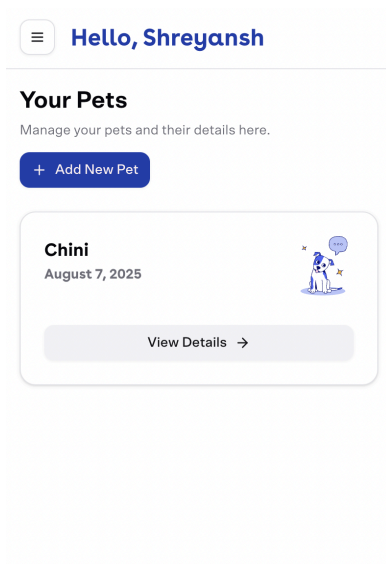 Hello, Shreyansh
Your Pets
Manage your pets and their details here.
+ Add New Pet
Chini
August 7, 2025
View Details →